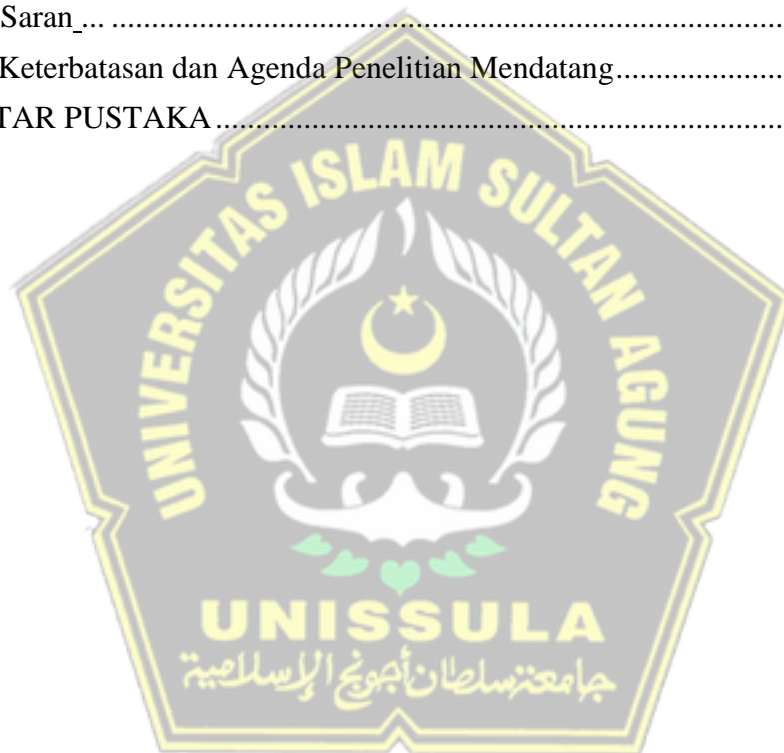 Saran ... ....................................................................................
Keterbatasan dan Agenda Penelitian Mendatang.....................
TAR PUSTAKA.......................................................................
UNIVERSITAS ISLAM SULTAN AGUNG
UNISSULA
جامعة سلطان أجونج الإسلامية